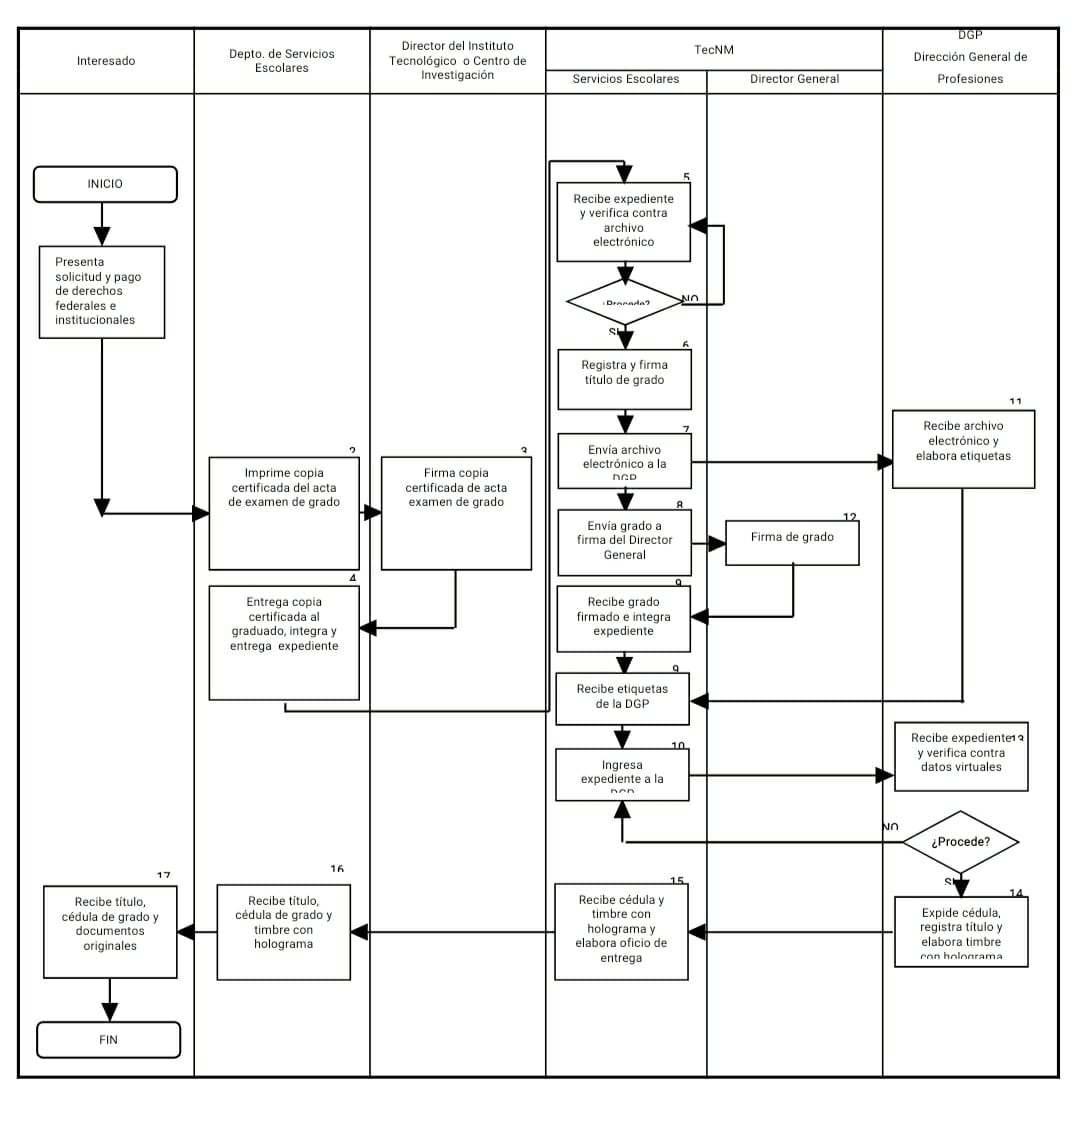 Interesado
Depto. de Servicios
Escolares
Director del Instituto
Tecnológico o Centro de
Investigación
TecNM
Servicios Escolares
Director General
DGP
Dirección General de
Profesiones
INICIO
Presenta
solicitud y pago
de derechos
federales e
institucionales
2
Imprime copia
certificada del acta
de examen de grado
3
Firma copia
certificada de acta
examen de grado
4
Entrega copia
certificada al
graduado, integra y
entrega expediente
5
Recibe expediente
y verifica contra
archivo
electrónico
¿Procede?
NO
SI
6
Registra y firma
título de grado
7
Envía archivo
electrónico a la
DGP
8
Envía grado a
firma del Director
General
12
Firma de grado
9
Recibe grado
firmado e integra
expediente
9
Recibe etiquetas
de la DGP
10
Ingresa
expediente a la
DGP
11
Recibe archivo
electrónico y
elabora etiquetas
Recibe expediente 13
y verifica contra
datos virtuales
NO
¿Procede?
SI
14
Expide cédula,
registra título y
elabora timbre
con holograma
15
Recibe cédula y
timbre con
holograma y
elabora oficio de
entrega
16
Recibe título,
cédula de grado y
timbre con
holograma
17
Recibe título,
cédula de grado y
documentos
originales
FIN